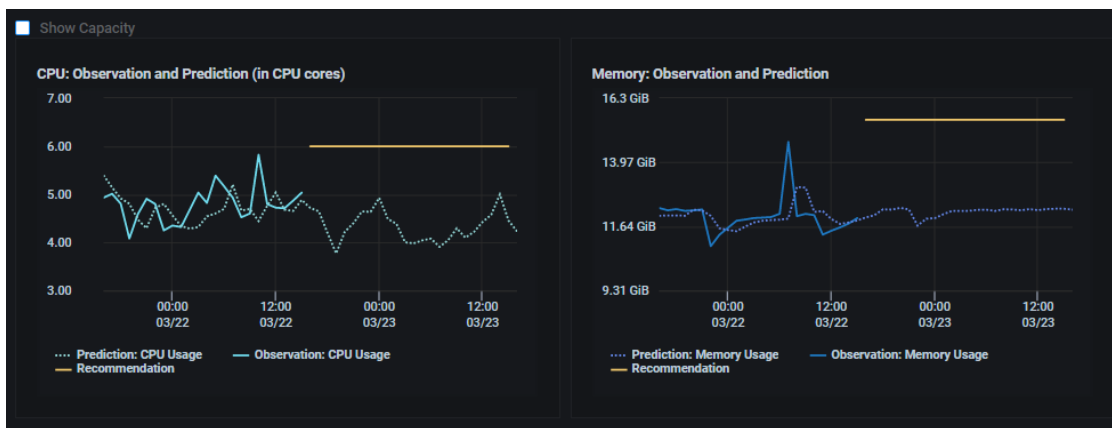 Show Capacity
CPU: Observation and Prediction (in CPU cores)
7.00
6.00
5.00
4.00
3.00
00:00 12:00 00:00 12:00
03/22 03/22 03/23 03/23
Prediction: CPU Usage Observation: CPU Usage
Recommendation
Memory: Observation and Prediction
16.3 GiB
13.97 GiB
11.64 GiB
9.31 GiB
00:00 12:00 00:00 12:00
03/22 03/22 03/23 03/23
Prediction: Memory Usage Observation: Memory Usage
Recommendation